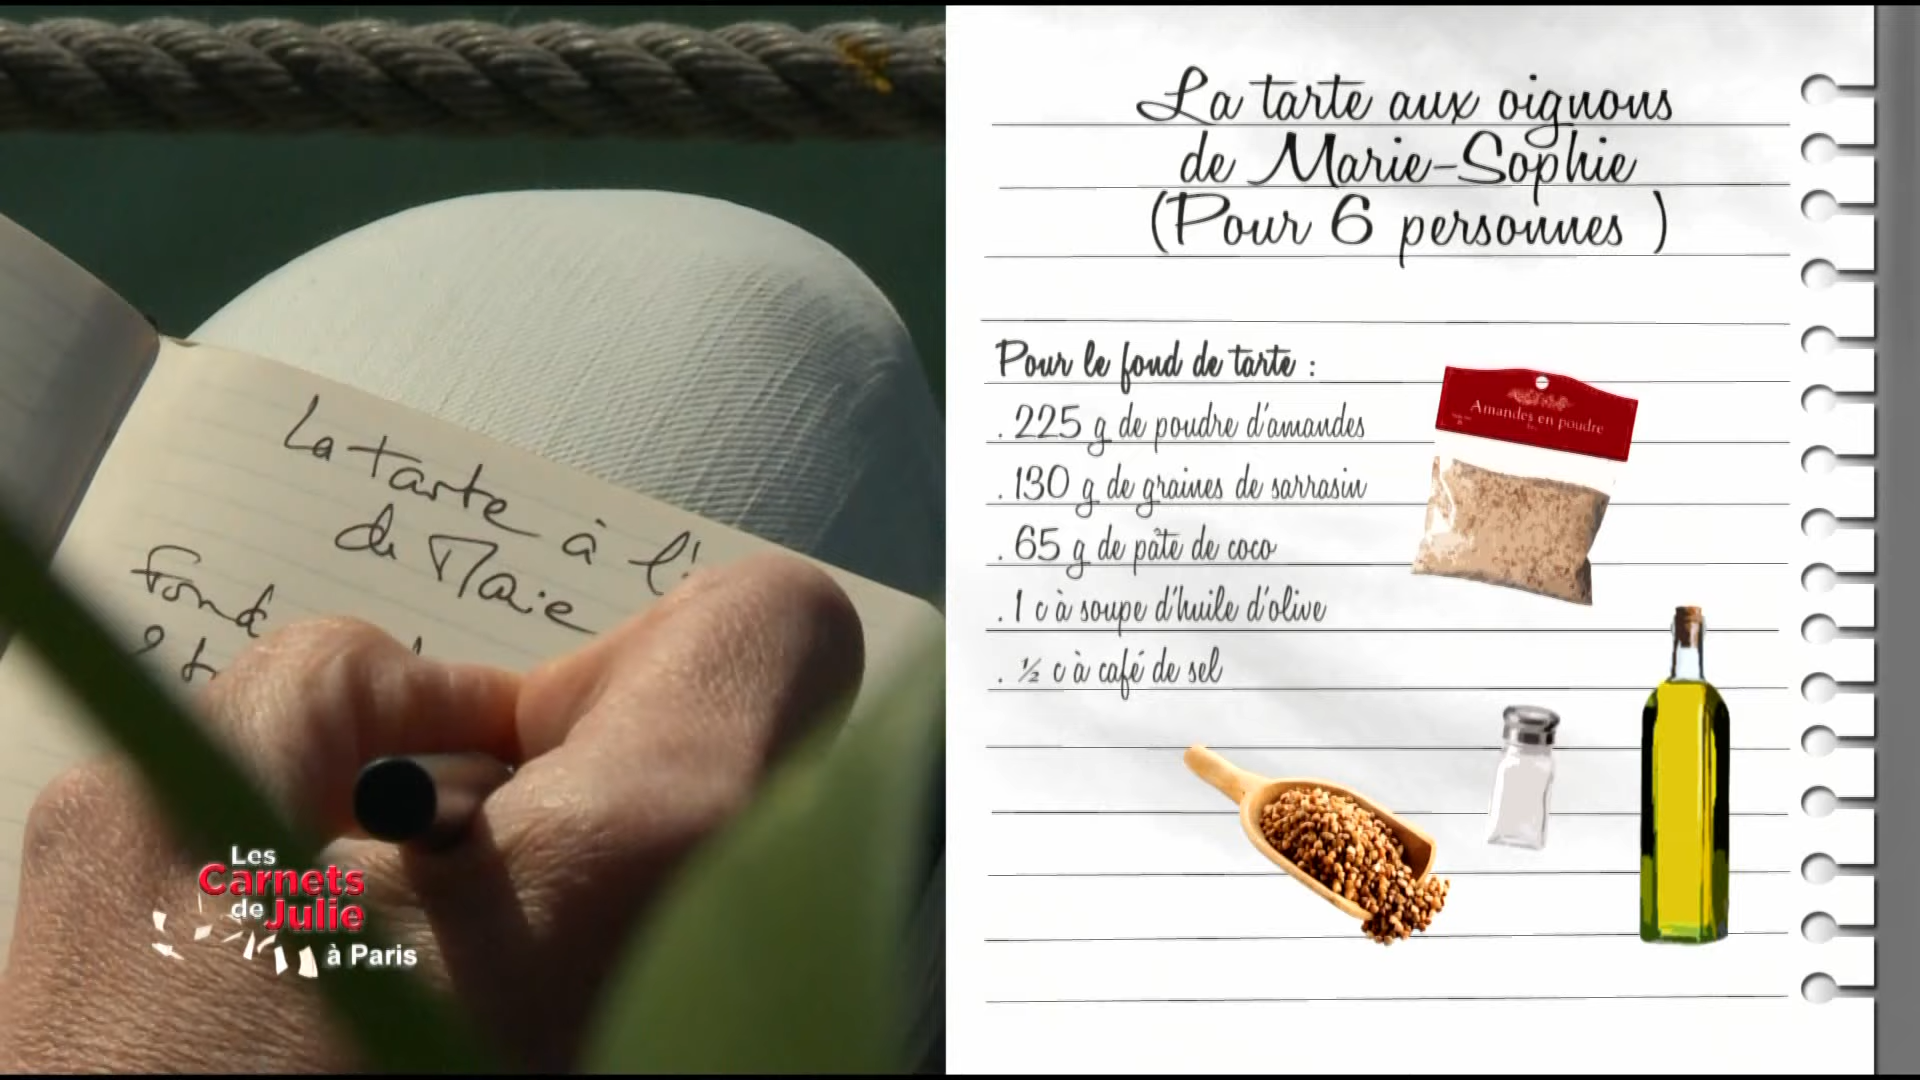 La tarte à l'
de Marie
Fond
Les
Carnets
de Julie
à Paris
La tarte aux oignons
de Marie-Sophie
(Pour 6 personnes )
Pour le fond de tarte :
. 225 g de poudre d'amandes
. 130 g de graines de sarrasin
. 65 g de pâte de coco
. 1 c à soupe d'huile d'olive
. ½ c à café de sel
Amandes en poudre